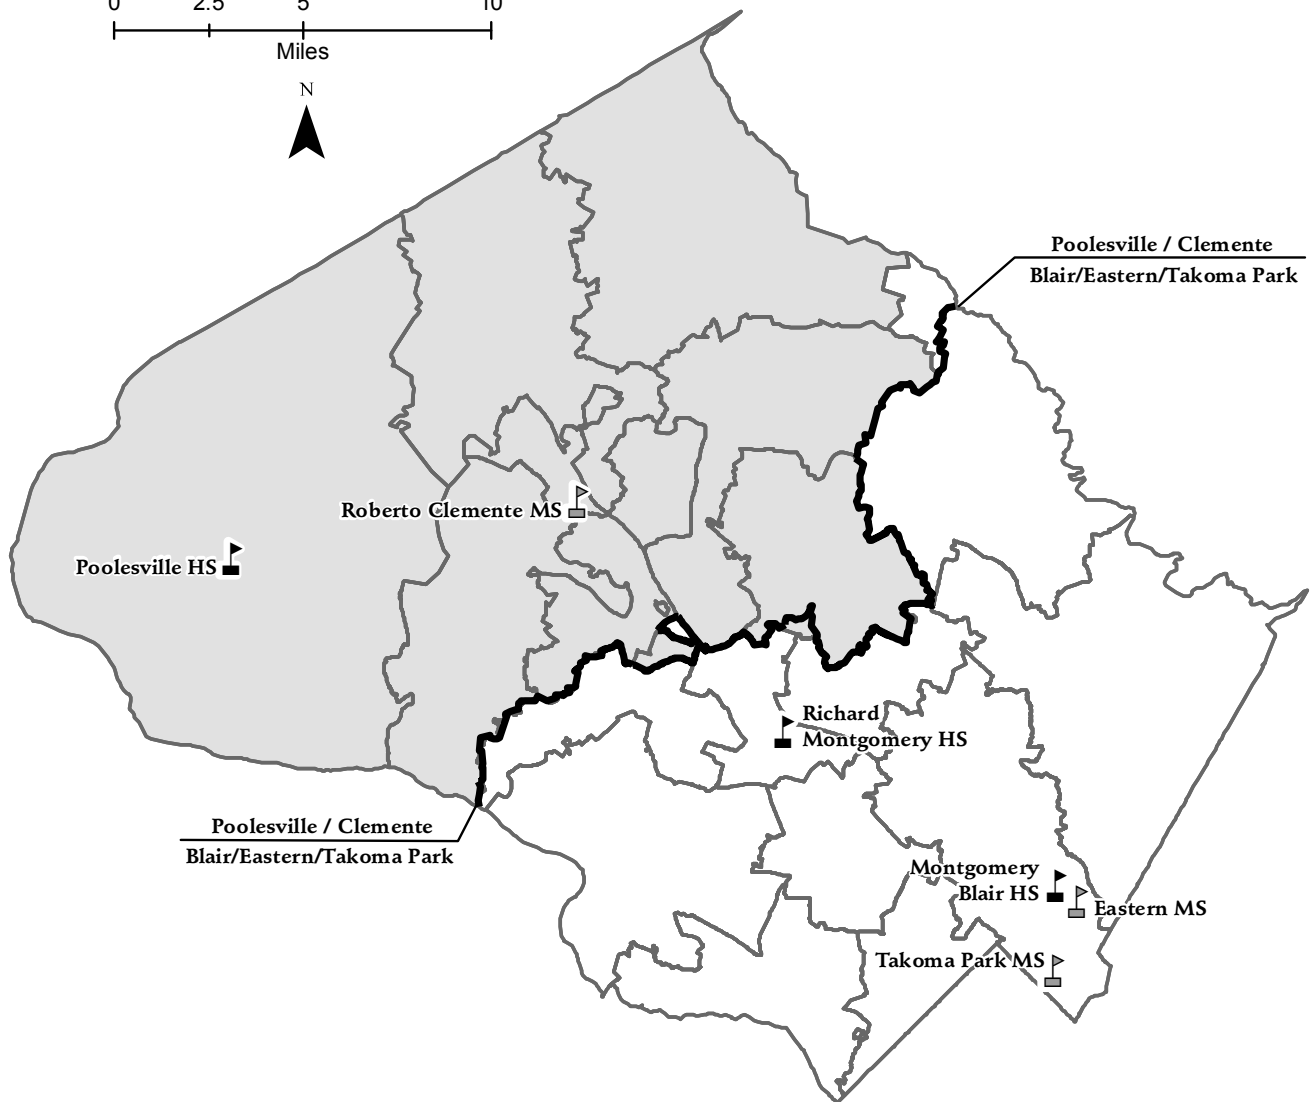 0 2.5 5 10
Miles
N
Poolesville / Clemente
Blair/Eastern/Takoma Park
Roberto Clemente MS
Poolesville HS
Richard
Montgomery HS
Poolesville / Clemente
Blair/Eastern/Takoma Park
Montgomery
Blair HS
Eastern MS
Takoma Park MS